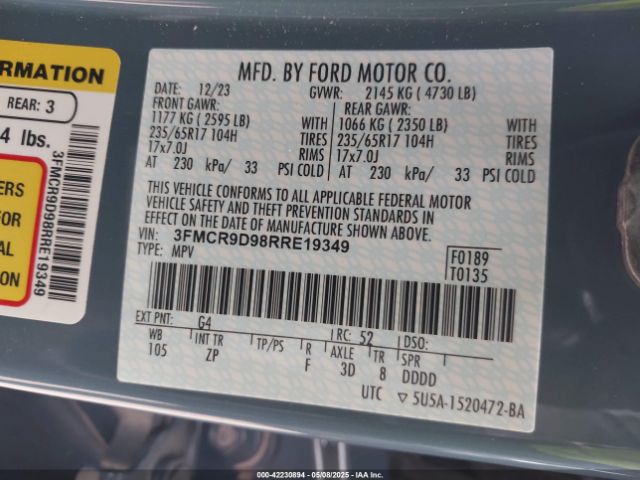 ORMATION
REAR: 3
4 lbs.
ERS
FOR
AL
S.
3FMCR9D98RRE19349
MFD. BY FORD MOTOR CO.
DATE: 12/23 GVWR: 2145 KG ( 4730 LB)
FRONT GAWR: REAR GAWR:
1177 KG ( 2595 LB) WITH 1066 KG ( 2350 LB) WITH
235/65R17 104H TIRES 235/65R17 104H TIRES
17x7.0J RIMS 17x7.0J RIMS
AT 230 kPa/ 33 PSI COLD AT 230 kPa/ 33 PSI COLD
THIS VEHICLE CONFORMS TO ALL APPLICABLE FEDERAL MOTOR
VEHICLE SAFETY AND THEFT PREVENTION STANDARDS IN
EFFECT ON THE DATE OF MANUFACTURE SHOWN ABOVE.
VIN: 3FMCR9D98RRE19349
TYPE: MPV
F0189
T0135
EXT PNT: G4 RC: 52 DSO:
WB INT TR TP/PS R AXLE TR SPR
105 ZP F 3D 8 DDDD
UTC ▽ 5U5A-1520472-BA
000-42230894 | 05/08/2025 | IAA Inc.